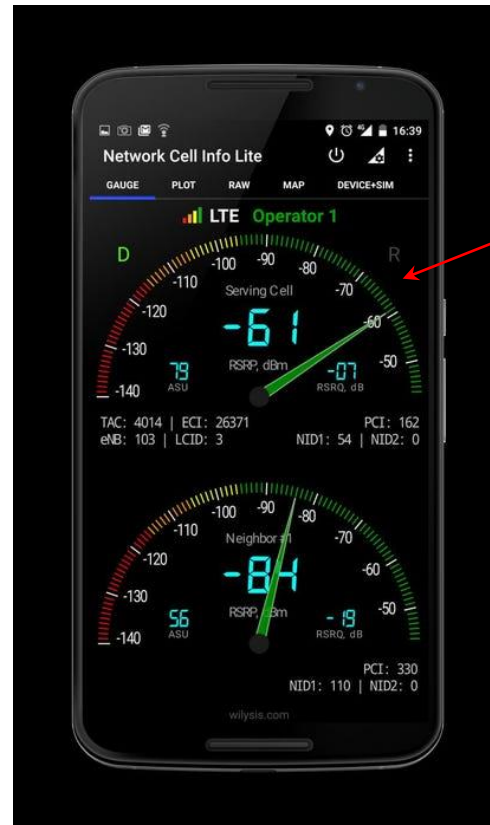 4G 16:39
Network Cell Info Lite
GAUGE PLOT RAW MAP DEVICE+SIM
LTE Operator 1
D R
-140 -130 -120 -110 -100 -90 -80 -70 -60 -50
Serving Cell
-61
RSRP, dBm
79
ASU
-07
RSRQ, dB
TAC: 4014 | ECI: 26371 PCI: 162
eNB: 103 | LCID: 3 NID1: 54 | NID2: 0
-140 -130 -120 -110 -100 -90 -80 -70 -60 -50
Neighbor #1
-84
RSRP, dBm
56
ASU
-19
RSRQ, dB
PCI: 330
NID1: 110 | NID2: 0
wilysis.com